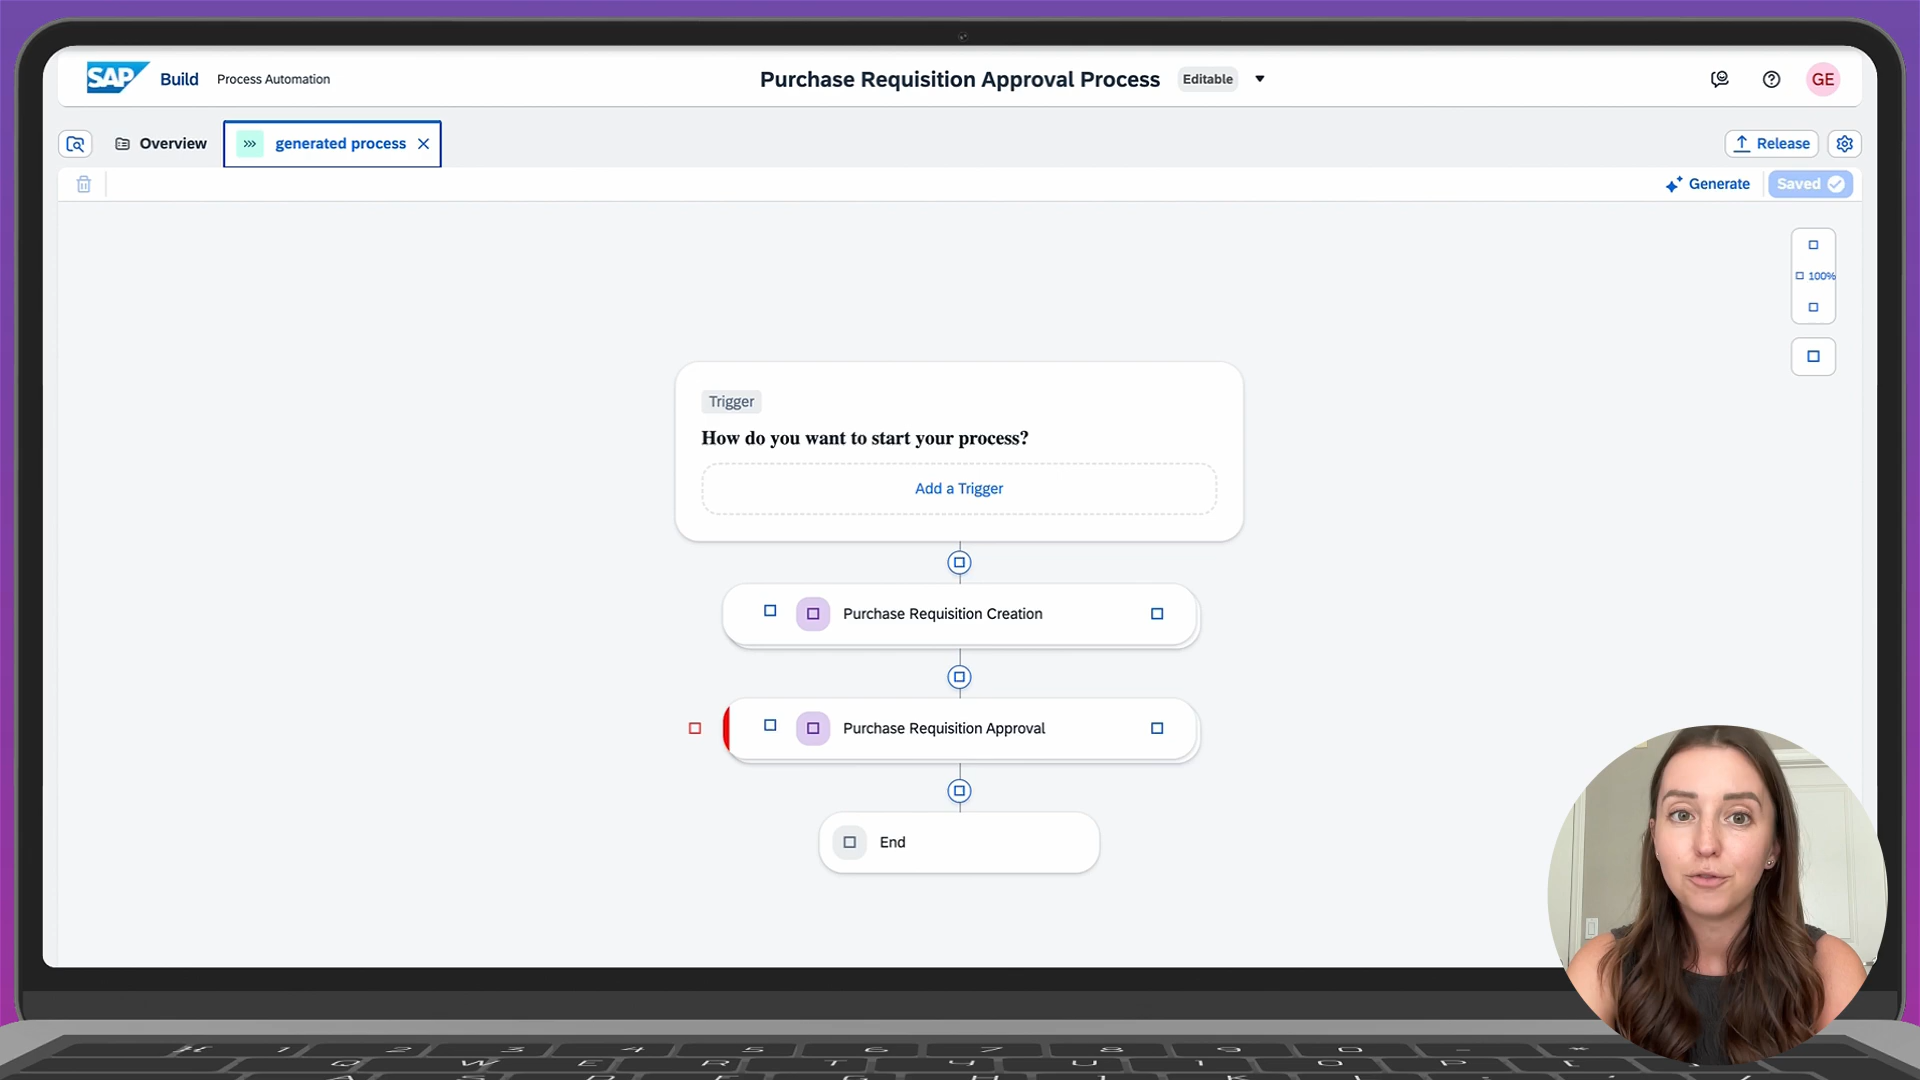 SAP Build Process Automation
Purchase Requisition Approval Process Editable
GE
Overview
generated process
Release
Generate
Saved
100%
Trigger
How do you want to start your process?
Add a Trigger
Purchase Requisition Creation
Purchase Requisition Approval
End